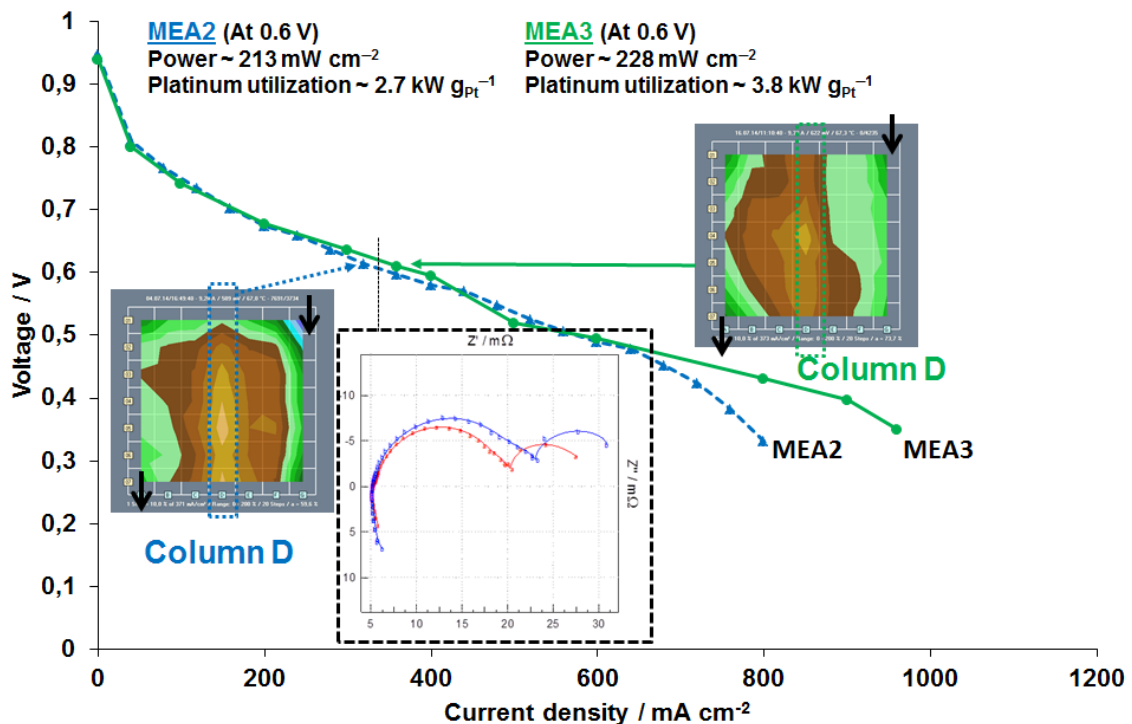 MEA2 (At 0.6 V)
Power ~ 213 mW cm–2
Platinum utilization ~ 2.7 kW gPt–1
MEA3 (At 0.6 V)
Power ~ 228 mW cm–2
Platinum utilization ~ 3.8 kW gPt–1
Voltage / V
1
0,9
0,8
0,7
0,6
0,5
0,4
0,3
0,2
0,1
0
Column D
Column D
MEA2
MEA3
Z' / mΩ
Z" / mΩ
-10
-5
0
5
10
5
10
15
20
25
30
0
200
400
600
800
1000
1200
Current density / mA cm-2